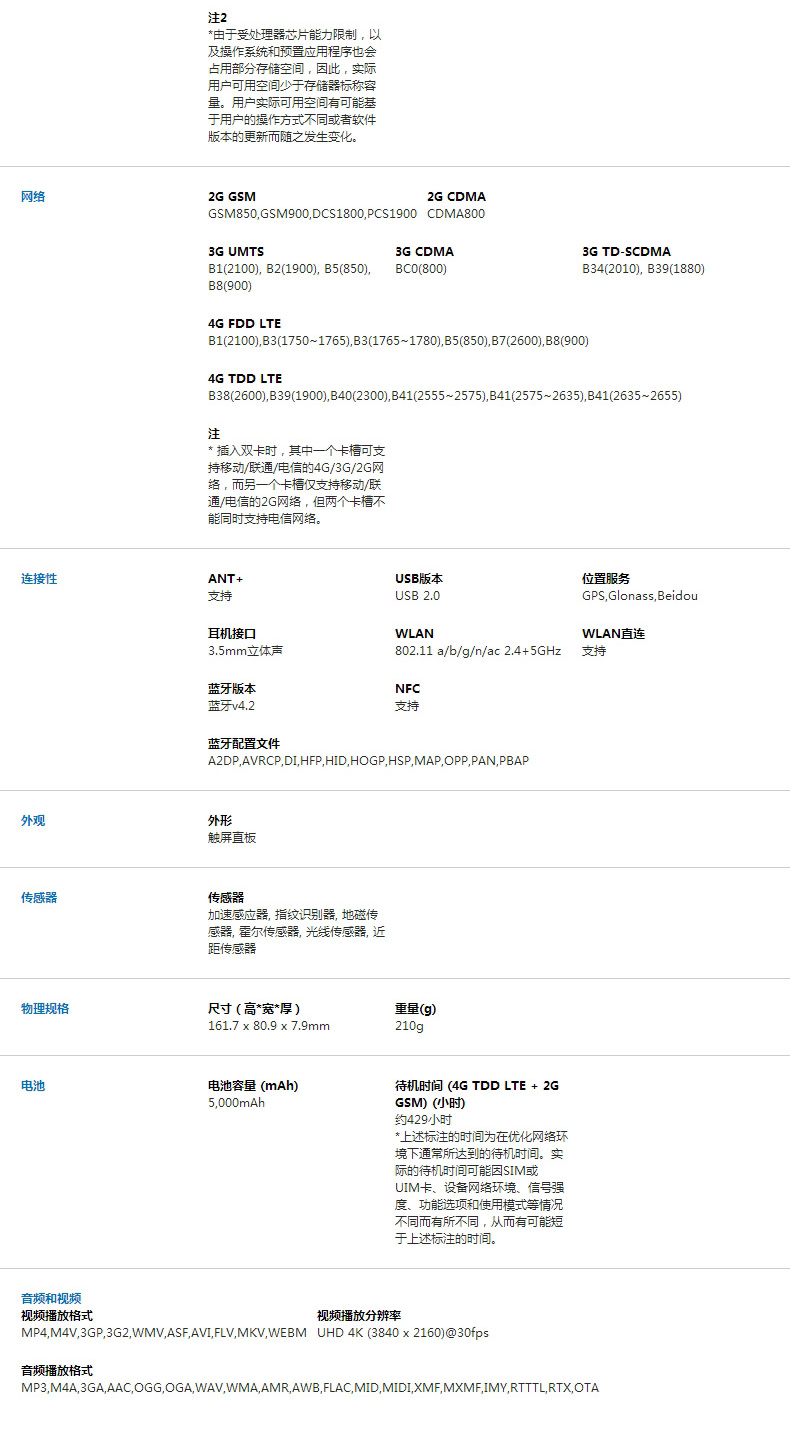 注2
*由于受处理器芯片能力限制，以
及操作系统和预置应用程序也会
占用部分存储空间，因此，实际
用户可用空间少于存储器标称容
量。用户实际可用空间有可能基
于用户的操作方式不同或者软件
版本的更新而随之发生变化。
网络
2G GSM
GSM850,GSM900,DCS1800,PCS1900
2G CDMA
CDMA800
3G UMTS
B1(2100), B2(1900), B5(850),
B8(900)
3G CDMA
BC0(800)
3G TD-SCDMA
B34(2010), B39(1880)
4G FDD LTE
B1(2100),B3(1750~1765),B3(1765~1780),B5(850),B7(2600),B8(900)
4G TDD LTE
B38(2600),B39(1900),B40(2300),B41(2555~2575),B41(2575~2635),B41(2635~2655)
注
* 插入双卡时，其中一个卡槽可支
持移动/联通/电信的4G/3G/2G网
络，而另一个卡槽仅支持移动/联
通/电信的2G网络，但两个卡槽不
能同时支持电信网络。
连接性
ANT+
支持
USB版本
USB 2.0
位置服务
GPS,Glonass,Beidou
耳机接口
3.5mm立体声
WLAN
802.11 a/b/g/n/ac 2.4+5GHz
WLAN直连
支持
蓝牙版本
蓝牙v4.2
NFC
支持
蓝牙配置文件
A2DP,AVRCP,DI,HFP,HID,HOGP,HSP,MAP,OPP,PAN,PBAP
外观
外形
触屏直板
传感器
传感器
加速感应器, 指纹识别器, 地磁传
感器, 霍尔传感器, 光线传感器, 近
距传感器
物理规格
尺寸（高*宽*厚）
161.7 x 80.9 x 7.9mm
重量(g)
210g
电池
电池容量 (mAh)
5,000mAh
待机时间 (4G TDD LTE + 2G
GSM) (小时)
约429小时
*上述标注的时间为在优化网络环
境下通常所达到的待机时间。实
际的待机时间可能因SIM或
UIM卡、设备网络环境、信号强
度、功能选项和使用模式等情况
不同而有所不同，从而有可能短
于上述标注的时间。
音频和视频
视频播放格式
MP4,M4V,3GP,3G2,WMV,ASF,AVI,FLV,MKV,WEBM
视频播放分辨率
UHD 4K (3840 x 2160)@30fps
音频播放格式
MP3,M4A,3GA,AAC,OGG,OGA,WAV,WMA,AMR,AWB,FLAC,MID,MIDI,XMF,MXMF,IMY,RTTTL,RTX,OTA